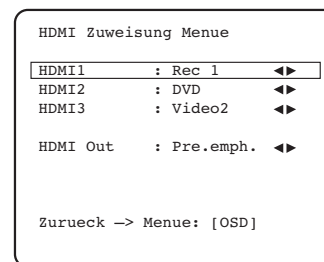 HDMI Zuweisung Menue
HDMI1 : Rec 1 ◀▶
HDMI2 : DVD ◀▶
HDMI3 : Video2 ◀▶
HDMI Out : Pre.emph. ◀▶
Zurueck —> Menue: [OSD]